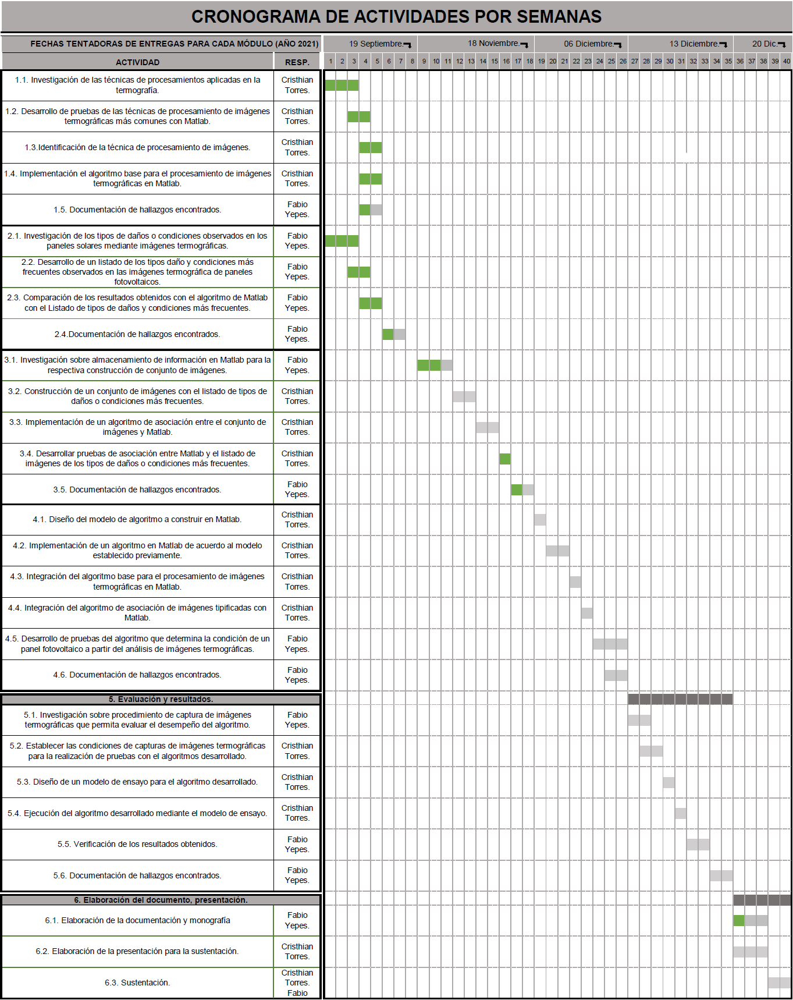 CRONOGRAMA DE ACTIVIDADES POR SEMANAS
FECHAS TENTADORAS DE ENTREGAS PARA CADA MÓDULO (AÑO 2021)
19 Septiembre.
18 Noviembre.
06 Diciembre.
13 Diciembre.
20 Dic.
ACTIVIDAD
RESP.
1 2 3 4 5 6 7 8 9 10 11 12 13 14 15 16 17 18 19 20 21 22 23 24 25 26 27 28 29 30 31 32 33 34 35 36 37 38 39 40
1.1. Investigación de las técnicas de procesamientos aplicadas en la
termografía.
Cristhian
Torres.
1.2. Desarrollo de pruebas de las técnicas de procesamiento de imágenes
termográficas más comunes con Matlab.
Cristhian
Torres.
1.3.Identificación de la técnica de procesamiento de imágenes.
Cristhian
Torres.
1.4. Implementación el algoritmo base para el procesamiento de imágenes
termográficas en Matlab.
Cristhian
Torres.
1.5. Documentación de hallazgos encontrados.
Fabio
Yepes.
2.1. Investigación de los tipos de daños o condiciones observados en los
paneles solares mediante imágenes termográficas.
Fabio
Yepes.
2.2. Desarrollo de un listado de los tipos daño y condiciones más
frecuentes observados en las imágenes termográfica de paneles
fotovoltaicos.
Fabio
Yepes.
2.3. Comparación de los resultados obtenidos con el algoritmo de Matlab
con el Listado de tipos de daños y condiciones más frecuentes.
Fabio
Yepes.
2.4.Documentación de hallazgos encontrados.
Fabio
Yepes.
3.1. Investigación sobre almacenamiento de información en Matlab para la
respectiva construcción de conjunto de imágenes.
Fabio
Yepes.
3.2. Construcción de un conjunto de imágenes con el listado de tipos de
daños o condiciones más frecuentes.
Cristhian
Torres.
3.3. Implementación de un algoritmo de asociación entre el conjunto de
imágenes y Matlab.
Cristhian
Torres.
3.4. Desarrollar pruebas de asociación entre Matlab y el listado de
imágenes de los tipos de daños o condiciones más frecuentes.
Cristhian
Torres.
3.5. Documentación de hallazgos encontrados.
Fabio
Yepes.
4.1. Diseño del modelo de algoritmo a construir en Matlab.
Cristhian
Torres.
4.2. Implementación de un algoritmo en Matlab de acuerdo al modelo
establecido previamente.
Cristhian
Torres.
4.3. Integración del algoritmo base para el procesamiento de imágenes
termográficas en Matlab.
Cristhian
Torres.
4.4. Integración del algoritmo de asociación de imágenes tipificadas con
Matlab.
Cristhian
Torres.
4.5. Desarrollo de pruebas del algoritmo que determina la condición de un
panel fotovoltaico a partir del análisis de imágenes termográficas.
Fabio
Yepes.
4.6. Documentación de hallazgos encontrados.
Fabio
Yepes.
5. Evaluación y resultados.
5.1. Investigación sobre procedimiento de captura de imágenes
termográficas que permita evaluar el desempeño del algoritmo.
Fabio
Yepes.
5.2. Establecer las condiciones de capturas de imágenes termográficas
para la realización de pruebas con el algoritmos desarrollado.
Cristhian
Torres.
5.3. Diseño de un modelo de ensayo para el algoritmo desarrollado.
Cristhian
Torres.
5.4. Ejecución del algoritmo desarrollado mediante el modelo de ensayo.
Cristhian
Torres.
5.5. Verificación de los resultados obtenidos.
Fabio
Yepes.
5.6. Documentación de hallazgos encontrados.
Fabio
Yepes.
6. Elaboración del documento, presentación.
6.1. Elaboración de la documentación y monografía
Fabio
Yepes.
6.2. Elaboración de la presentación para la sustentación.
Cristhian
Torres.
6.3. Sustentación.
Cristhian
Torres.
Fabio